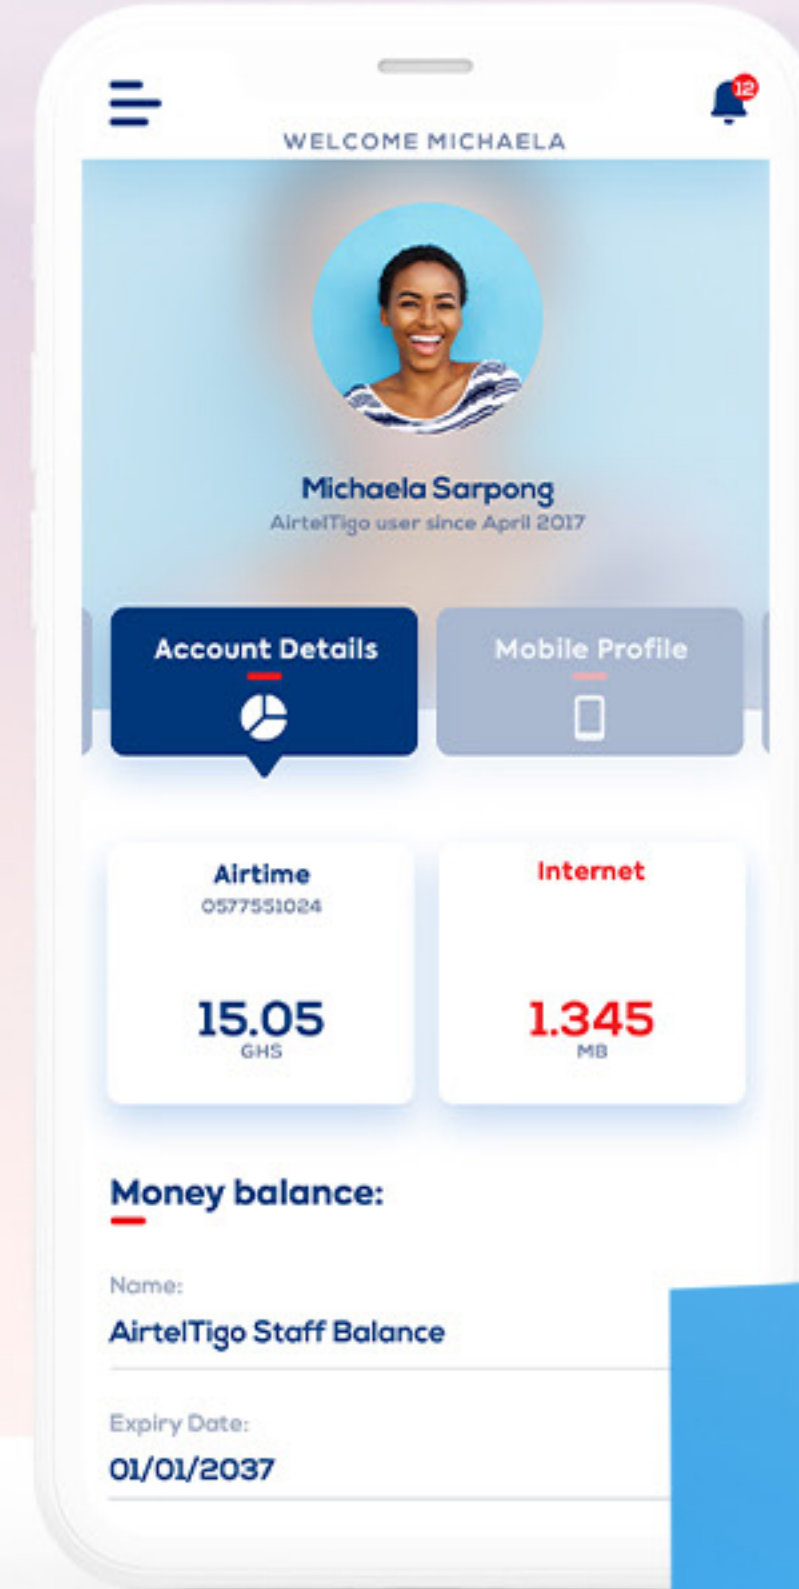 12
WELCOME MICHAELA
Michaela Sarpong
AirtelTigo user since April 2017
Account Details
Mobile Profile
Airtime
0577551024
15.05
GHS
Internet
1.345
MB
Money balance:
Name:
AirtelTigo Staff Balance
Expiry Date:
01/01/2037